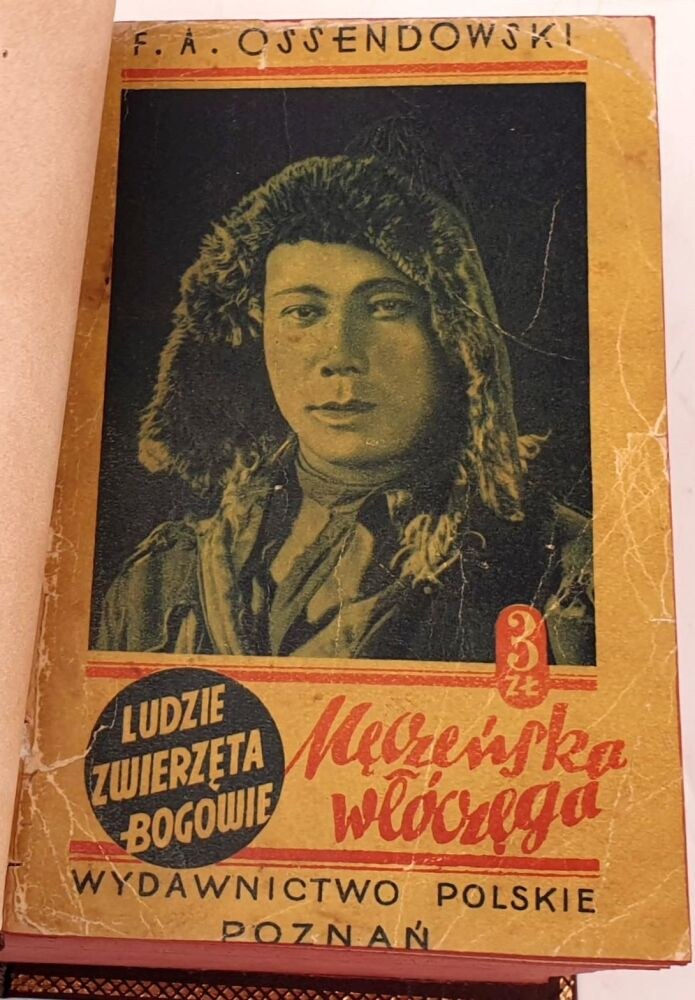 F. A. OSSENDOWSKI
3
ZŁ
LUDZIE
ZWIERZĘTA
BOGOWIE
Męczeńska
włóczęga
WYDAWNICTWO POLSKIE
POZNAŃ